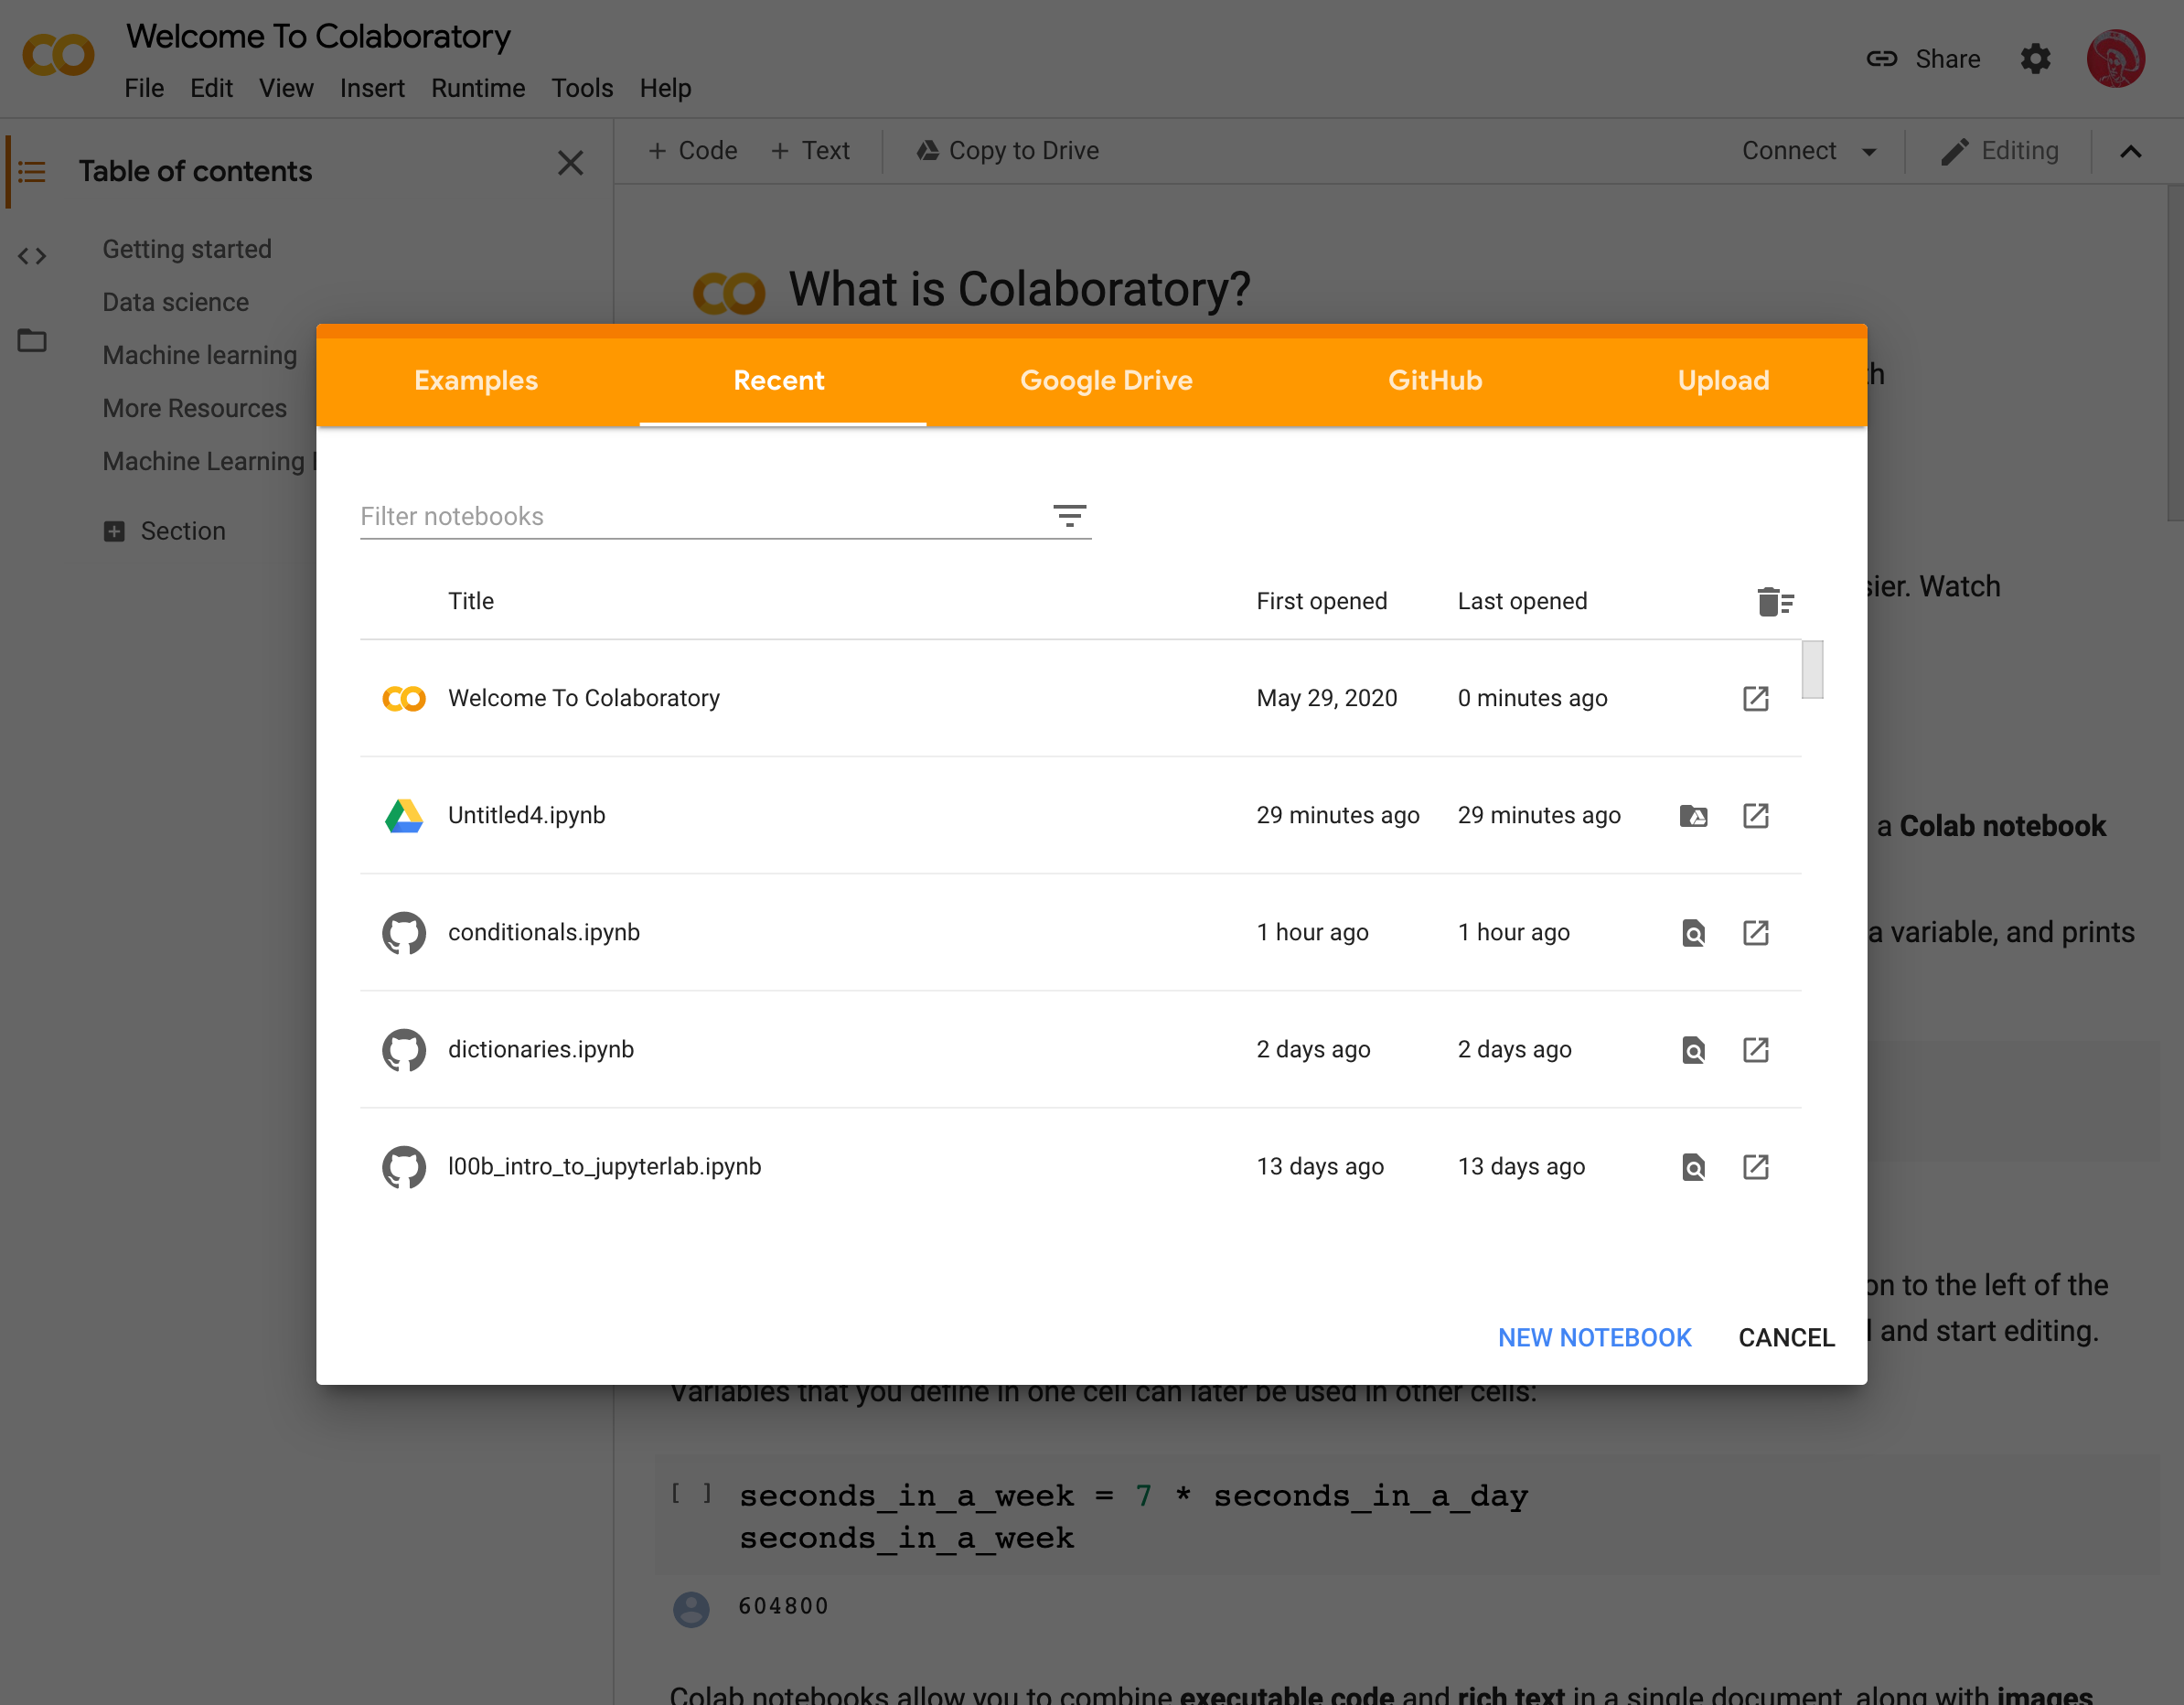 Welcome To Colaboratory
File Edit View Insert Runtime Tools Help
Share
Table of contents
+ Code + Text Copy to Drive
Connect Editing
Getting started
Data science
Machine learning
More Resources
Machine Learning
Section
What is Colaboratory?
Examples Recent Google Drive GitHub Upload
Filter notebooks
Title First opened Last opened
Welcome To Colaboratory May 29, 2020 0 minutes ago
Untitled4.ipynb 29 minutes ago 29 minutes ago
conditionals.ipynb 1 hour ago 1 hour ago
dictionaries.ipynb 2 days ago 2 days ago
l00b_intro_to_jupyterlab.ipynb 13 days ago 13 days ago
NEW NOTEBOOK CANCEL
Watch
a Colab notebook
a variable, and prints
on to the left of the
and start editing.
Variables that you define in one cell can later be used in other cells:
[ ] seconds_in_a_week = 7 * seconds_in_a_day
seconds_in_a_week
604800
Colab notebooks allow you to combine executable code and rich text in a single document, along with images